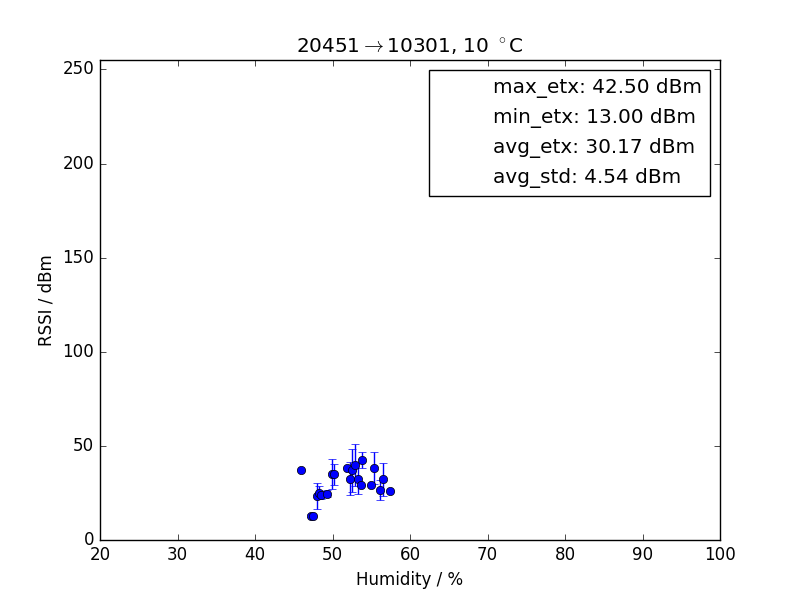 20451→10301, 10 °C
max_etx: 42.50 dBm
min_etx: 13.00 dBm
avg_etx: 30.17 dBm
avg_std: 4.54 dBm
RSSI / dBm
250
200
150
100
50
0
20 30 40 50 60 70 80 90 100
Humidity / %